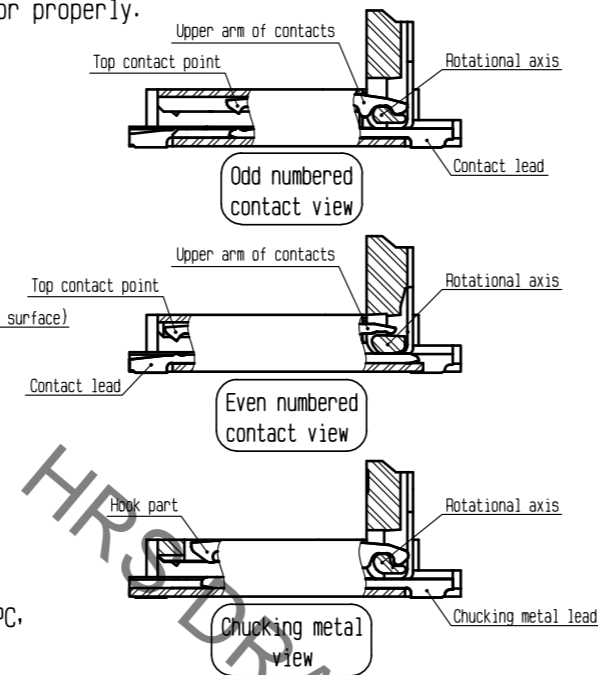 or properly.
Upper arm of contacts
Top contact point
Rotational axis
Contact lead
Odd numbered
contact view
Upper arm of contacts
Top contact point
Rotational axis
surface)
Contact lead
Even numbered
contact view
Hook part
Rotational axis
PC,
Chucking metal lead
Chucking metal
view
HRS DRA